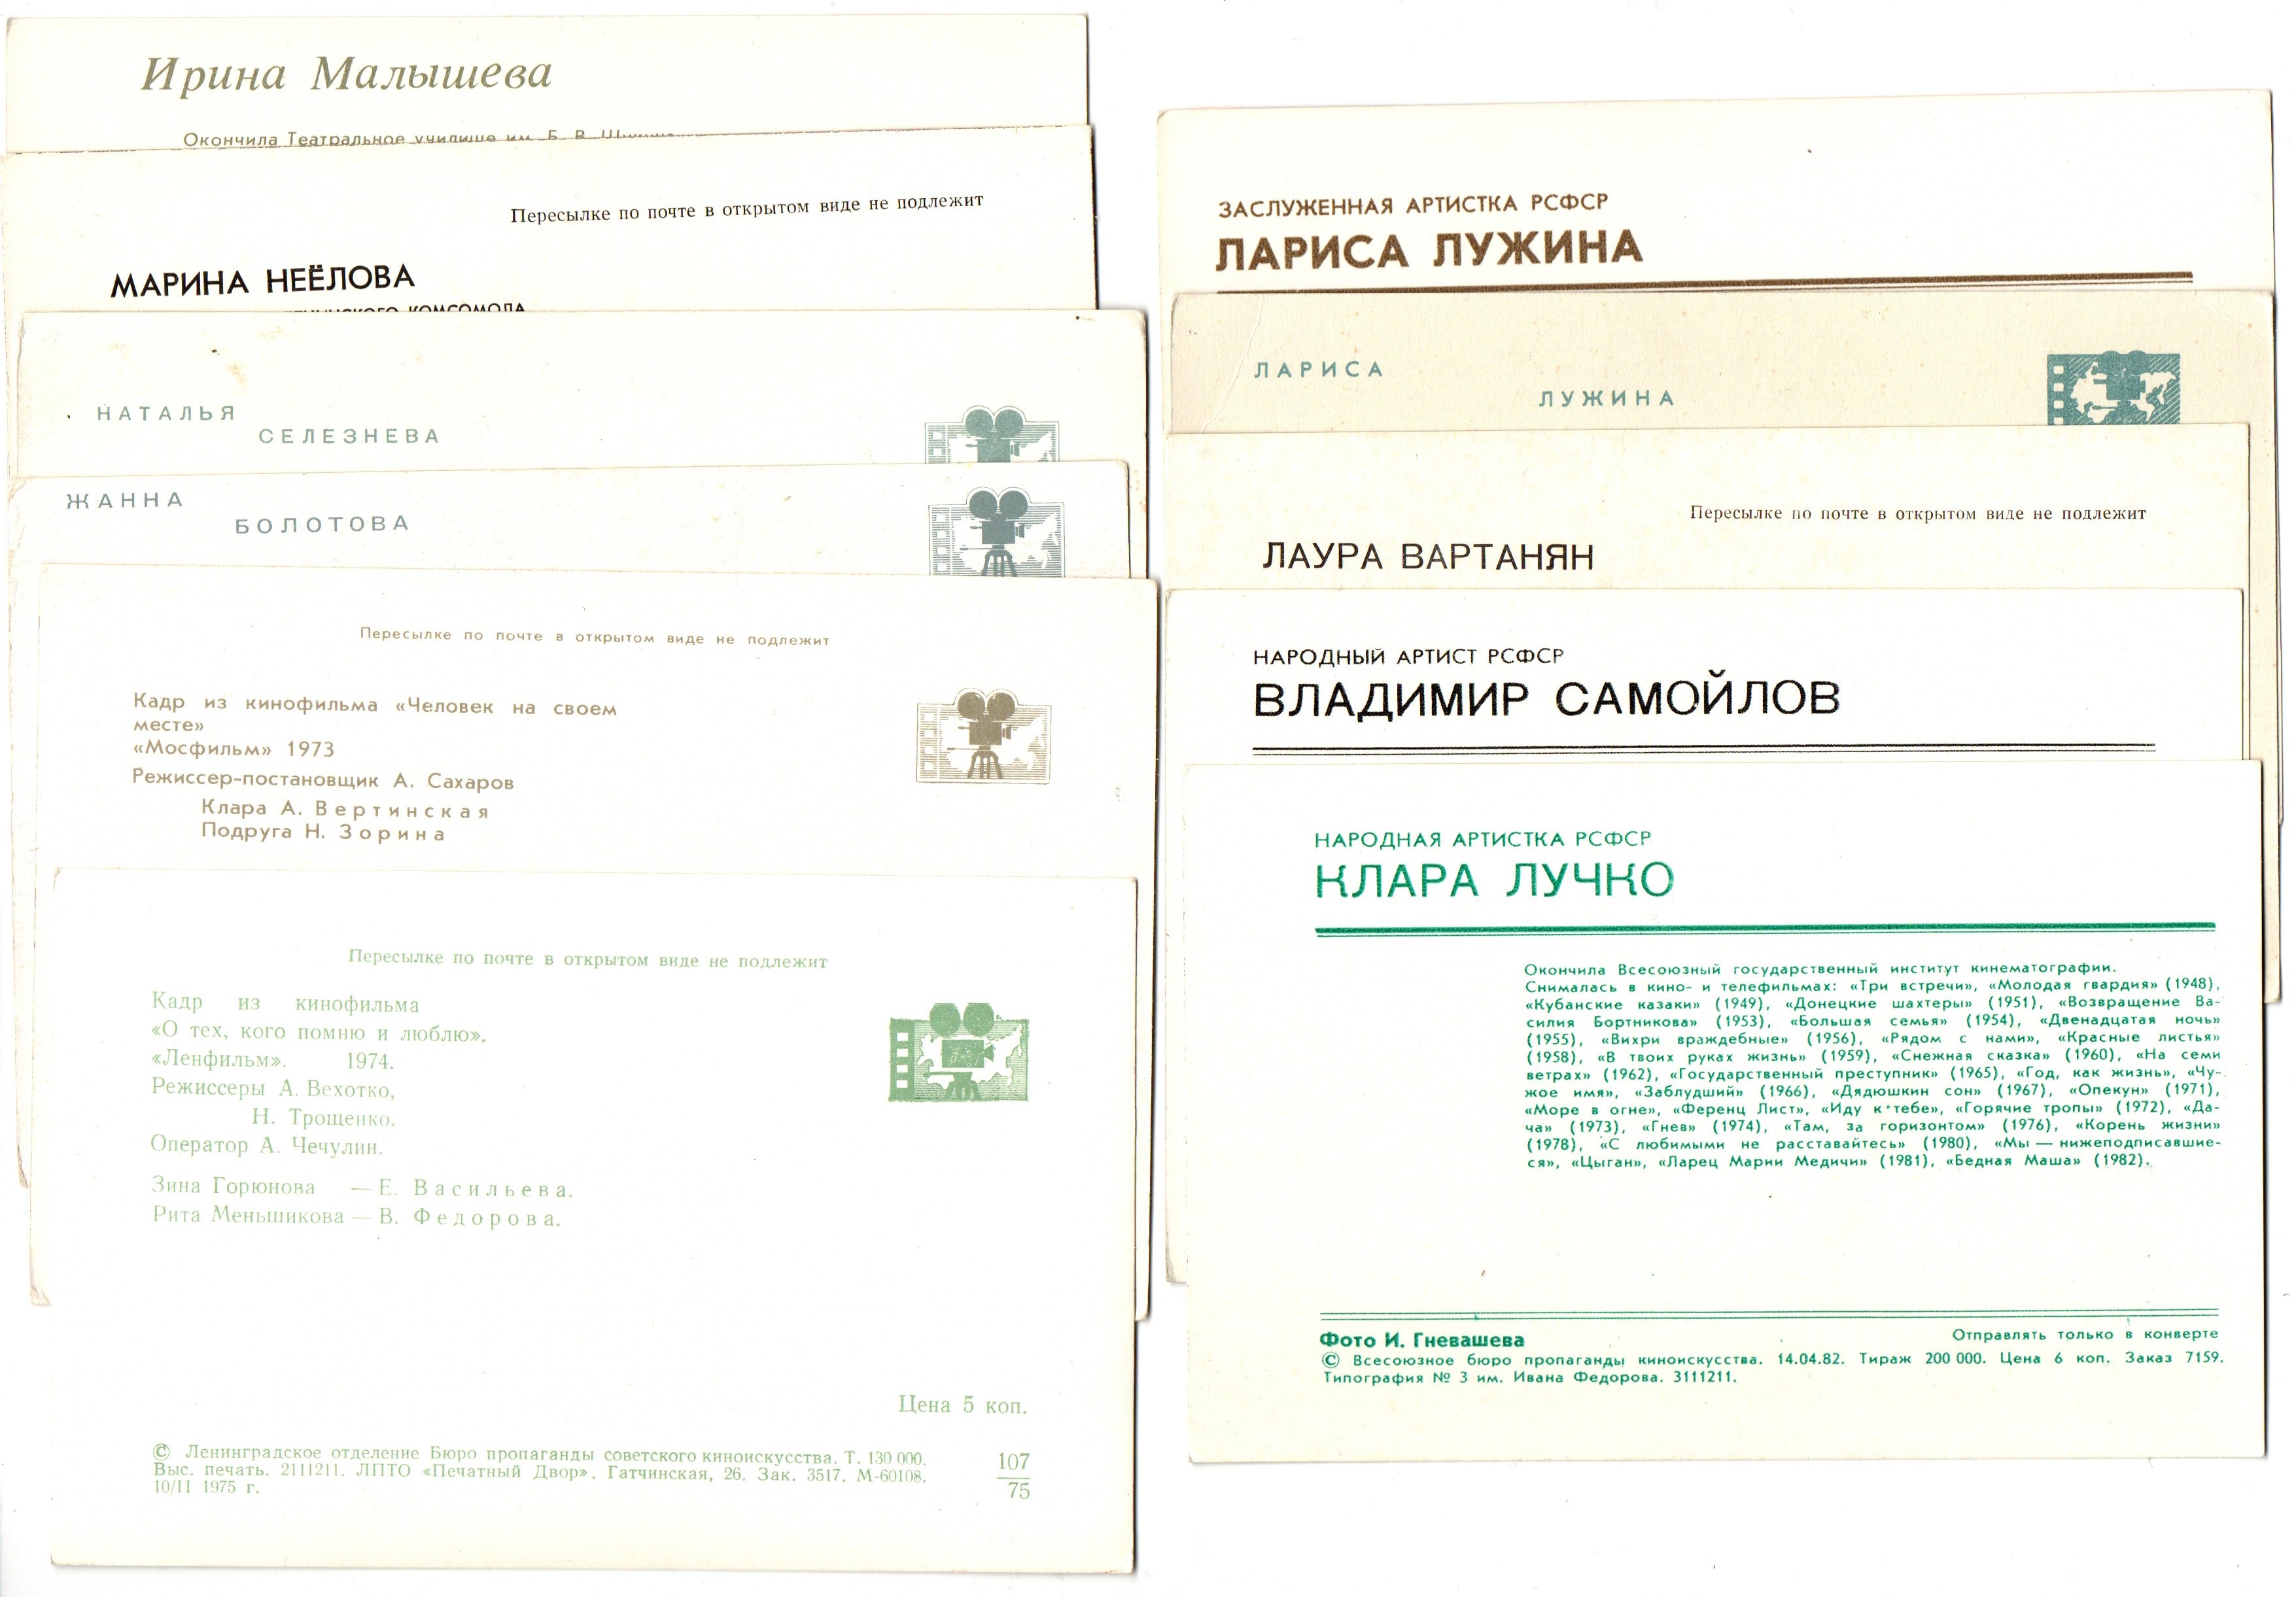 Ирина Малышева
Окончила Театральное училище им. Б. В. Щукина
Пересылке по почте в открытом виде не подлежит
МАРИНА НЕЁЛОВА
КОМСОМОЛА
НАТАЛЬЯ
СЕЛЕЗНЕВА
ЖАННА
БОЛОТОВА
Пересылке по почте в открытом виде не подлежит
Кадр из кинофильма «Человек на своем
месте»
«Мосфильм» 1973
Режиссер-постановщик А. Сахаров
Клара А. Вертинская
Подруга Н. Зорина
Пересылке по почте в открытом виде не подлежит
Кадр из кинофильма
«О тех, кого помню и люблю».
«Ленфильм». 1974.
Режиссеры А. Вехотко,
Н. Трощенко.
Оператор А. Чечулин.
Зина Горюнова — Е. Васильева.
Рита Меньшикова — В. Федорова.
Цена 5 коп.
© Ленинградское отделение Бюро пропаганды советского киноискусства. Т. 130 000.
Выс. печать. 2111211. ЛПТО «Печатный Двор». Гатчинская, 26. Зак. 3517. М-60108.
10/II 1975 г.
107
75
ЗАСЛУЖЕННАЯ АРТИСТКА РСФСР
ЛАРИСА ЛУЖИНА
ЛАРИСА
ЛУЖИНА
Пересылке по почте в открытом виде не подлежит
ЛАУРА ВАРТАНЯН
НАРОДНЫЙ АРТИСТ РСФСР
ВЛАДИМИР САМОЙЛОВ
НАРОДНАЯ АРТИСТКА РСФСР
КЛАРА ЛУЧКО
Окончила Всесоюзный государственный институт кинематографии.
Снималась в кино- и телефильмах: «Три встречи», «Молодая гвардия» (1948),
«Кубанские казаки» (1949), «Донецкие шахтеры» (1951), «Возвращение Ва-
силия Бортникова» (1953), «Большая семья» (1954), «Двенадцатая ночь»
(1955), «Вихри враждебные» (1956), «Рядом с нами», «Красные листья»
(1958), «В твоих руках жизнь» (1959), «Снежная сказка» (1960), «На семи
ветрах» (1962), «Государственный преступник» (1965), «Год, как жизнь», «Чу-
жое имя», «Заблудший» (1966), «Дядюшкин сон» (1967), «Опекун» (1971),
«Море в огне», «Ференц Лист», «Иду к тебе», «Горячие тропы» (1972), «Да-
ча» (1973), «Гнев» (1974), «Там, за горизонтом» (1976), «Корень жизни»
(1978), «С любимыми не расставайтесь» (1980), «Мы — нижеподписавшие-
ся», «Цыган», «Ларец Марии Медичи» (1981), «Бедная Маша» (1982).
Фото И. Гневашева
Отправлять только в конверте
© Всесоюзное бюро пропаганды киноискусства. 14.04.82. Тираж 200 000. Цена 6 коп. Заказ 7159.
Типография № 3 им. Ивана Федорова. 3111211.